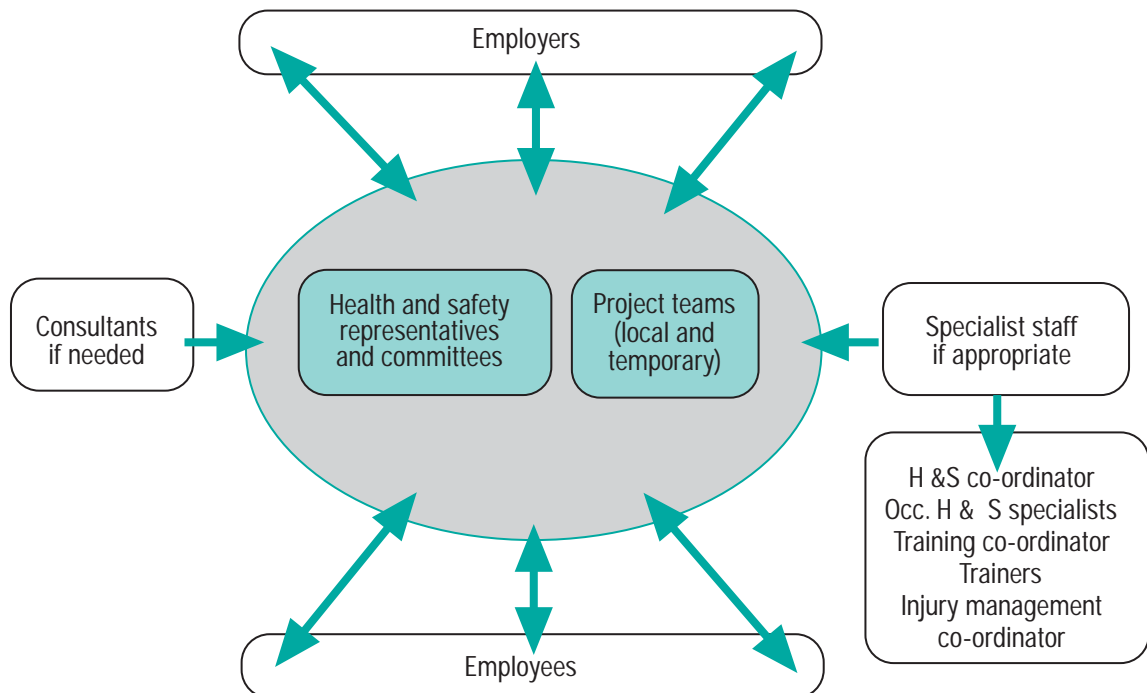 Employers
Health and safety
representatives
and committees
Project teams
(local and
temporary)
Consultants
if needed
Specialist staff
if appropriate
H &S co-ordinator
Occ. H &  S specialists
Training co-ordinator
Trainers
Injury management
co-ordinator
Employees